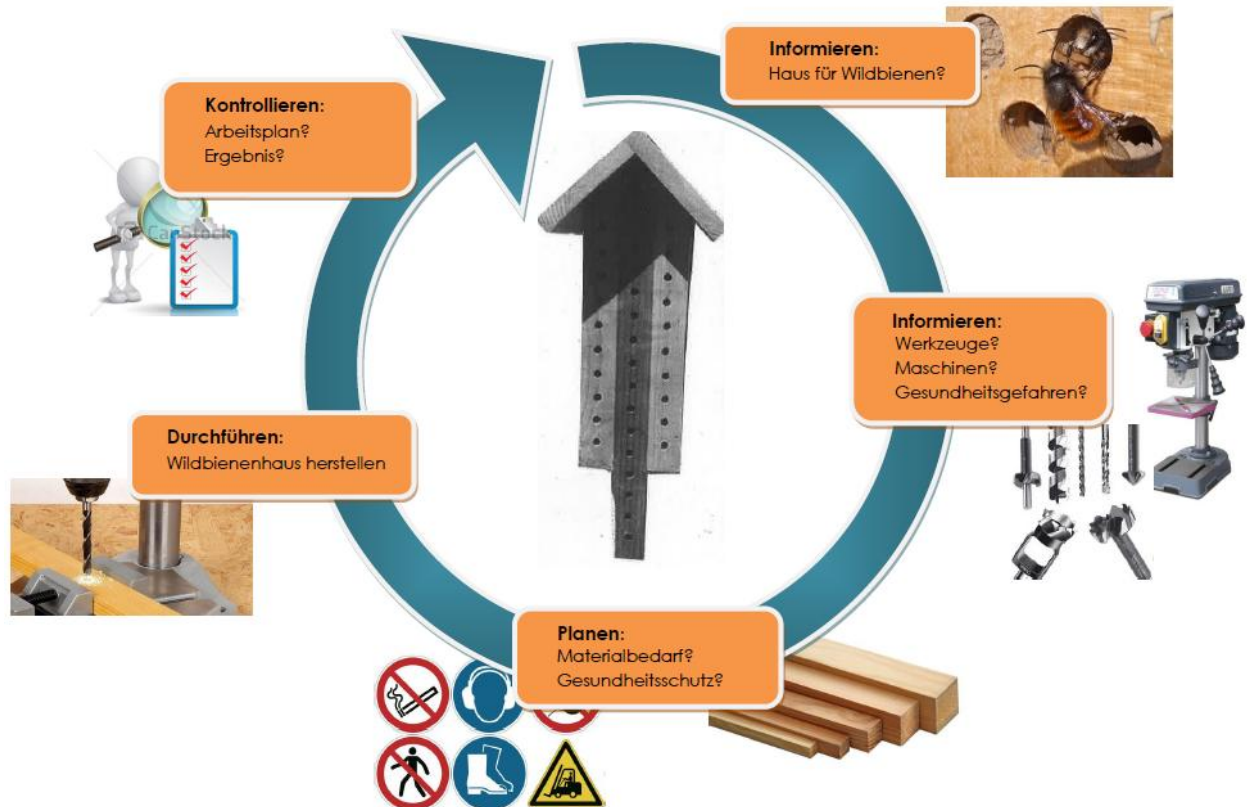 Informieren:
Haus für Wildbienen?
Informieren:
Werkzeuge?
Maschinen?
Gesundheitsgefahren?
Planen:
Materialbedarf?
Gesundheitsschutz?
Durchführen:
Wildbienenhaus herstellen
Kontrollieren:
Arbeitsplan?
Ergebnis?